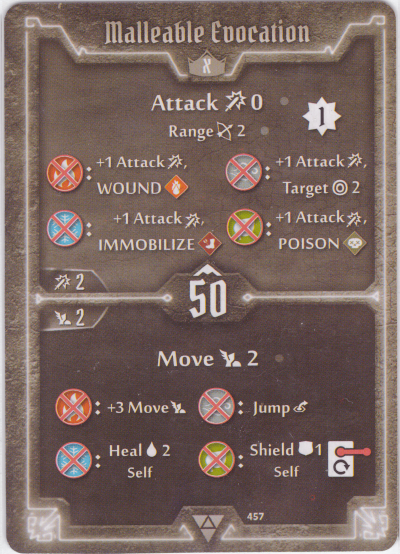 Malleable Evocation
X
Attack 0
1
Range 2
: +1 Attack, : +1 Attack,
WOUND Target 2
: +1 Attack, : +1 Attack,
IMMOBILIZE POISON
2
50
2
Move 2
: +3 Move : Jump
: Heal 2 : Shield 1
Self Self
457